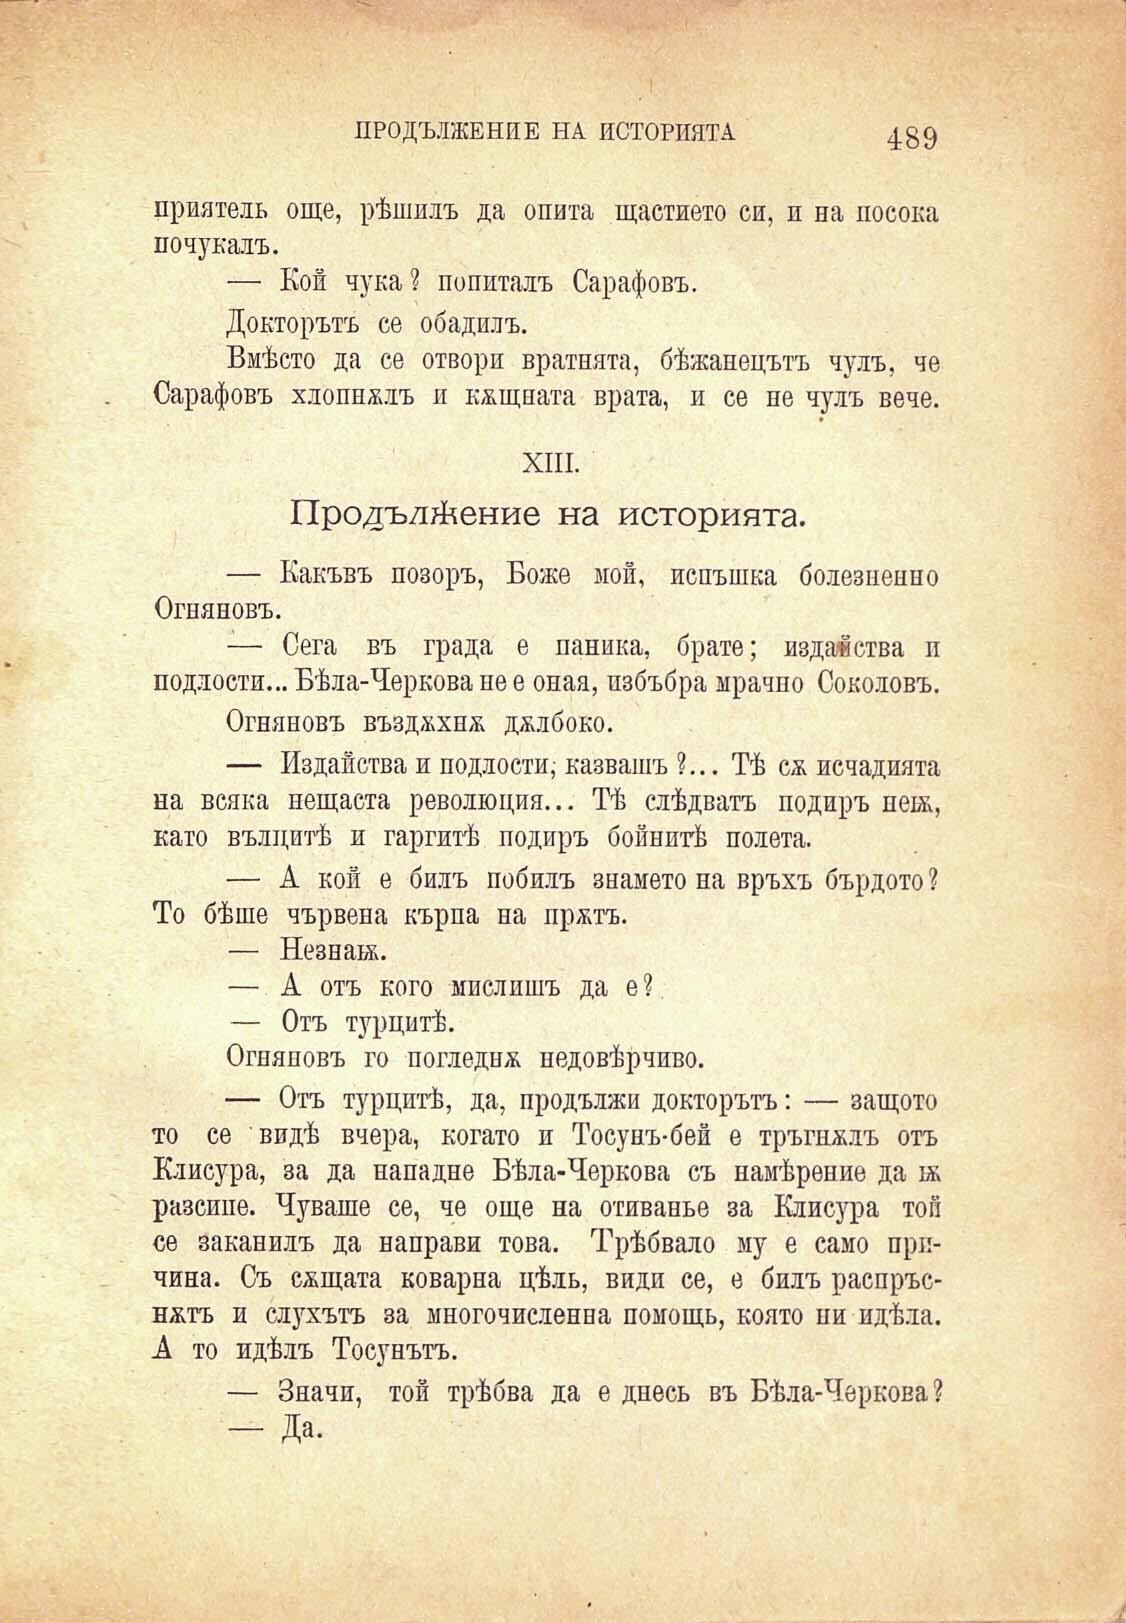 ПРОДЪЛЖЕНИЕ НА ИСТОРИЯТА 489
приятель още, рѣшилъ да опита щастието си, и на посока
почукалъ.
— Кой чука? попиталъ Сарафовъ.
Докторътъ се обадилъ.
Вмѣсто да се отвори вратнята, бѣжанецътъ чулъ, че
Сарафовъ хлопнѫлъ и кѫщната врата, и се не чулъ вече.
XIII.
Продължение на историята.
— Какъвъ позоръ, Боже мой, испъшка болезненно
Огняновъ.
— Сега въ града е паника, брате; издайства и
подлости... Бѣла-Черкова не е оная, избъбра мрачно Соколовъ.
Огняновъ въздѫхнѫ дѫлбоко.
— Издайства и подлости, казвашъ?... Тѣ сѫ исчадията
на всяка нещаста революция... Тѣ слѣдватъ подиръ неѭ,
като вълцитѣ и гаргитѣ подиръ бойнитѣ полета.
— А кой е билъ побилъ знамето на връхъ бърдото?
То бѣше чървена кърпа на прѫтъ.
— Незнаѭ.
— А отъ кого мислишъ да е?
— Отъ турцитѣ.
Огняновъ го погледнѫ недовѣрчиво.
— Отъ турцитѣ, да, продължи докторътъ: — защото
то се видѣ вчера, когато и Тосунъ-бей е тръгнѫлъ отъ
Клисура, за да нападне Бѣла-Черкова съ намѣрение да ѭ
разсипе. Чуваше се, че още на отиванье за Клисура той
се заканилъ да направи това. Трѣбвало му е само при-
чина. Съ сѫщата коварна цѣль, види се, е билъ распръс-
нѫтъ и слухътъ за многочисленна помощь, която ни идѣла.
А то идѣлъ Тосунътъ.
— Значи, той трѣбва да е днесь въ Бѣла-Черкова?
— Да.